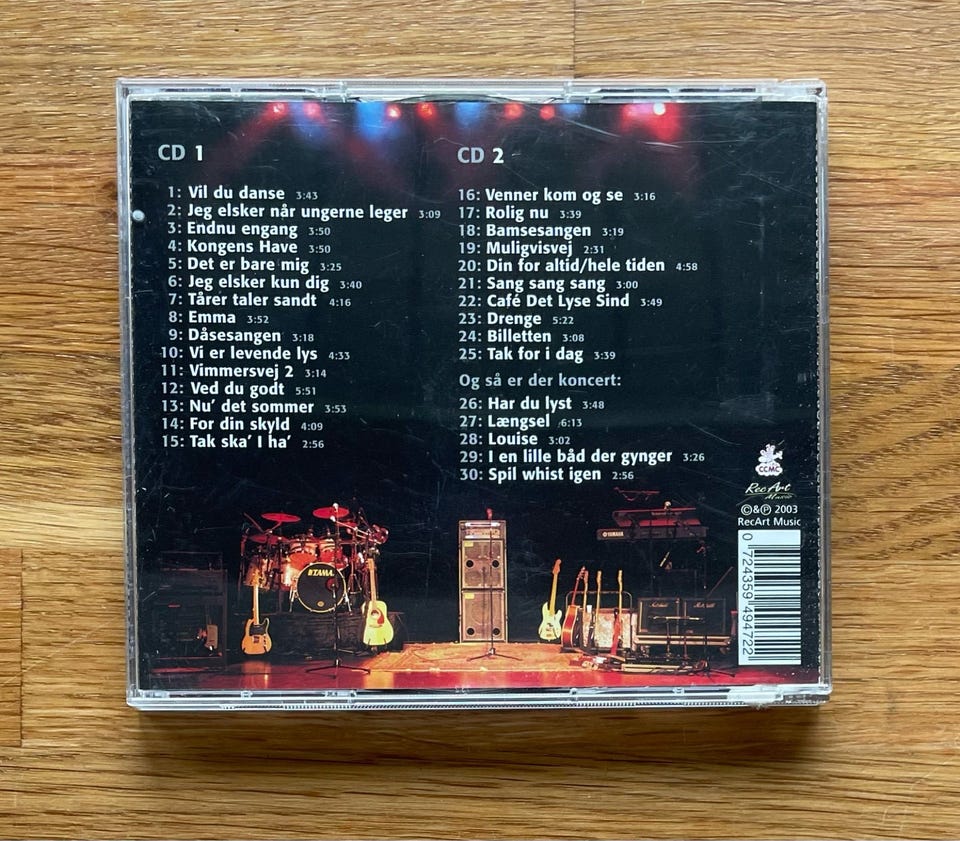 CD 1
1: Vil du danse 3:43
2: Jeg elsker når ungerne leger 3:09
3: Endnu engang 3:50
4: Kongens Have 3:50
5: Det er bare mig 3:25
6: Jeg elsker kun dig 3:40
7: Tårer taler sandt 4:16
8: Emma 3:52
9: Dåsesangen 3:18
10: Vi er levende lys 4:33
11: Vimmersvej 2 3:14
12: Ved du godt 5:51
13: Nu' det sommer 3:53
14: For din skyld 4:09
15: Tak ska' I ha' 2:56
CD 2
16: Venner kom og se 3:16
17: Rolig nu 3:39
18: Bamsesangen 3:19
19: Muligvisvej 2:31
20: Din for altid/hele tiden 4:58
21: Sang sang sang 3:00
22: Café Det Lyse Sind 3:49
23: Drenge 5:22
24: Billetten 3:08
25: Tak for i dag 3:39
Og så er der koncert:
26: Har du lyst 3:48
27: Længsel 6:13
28: Louise 3:02
29: I en lille båd der gynger 3:26
30: Spil whist igen 2:56
CCMC
RecArt
Music
©&℗ 2003
RecArt Music
0 724359 494722
TAMA
YAMAHA
Marshall